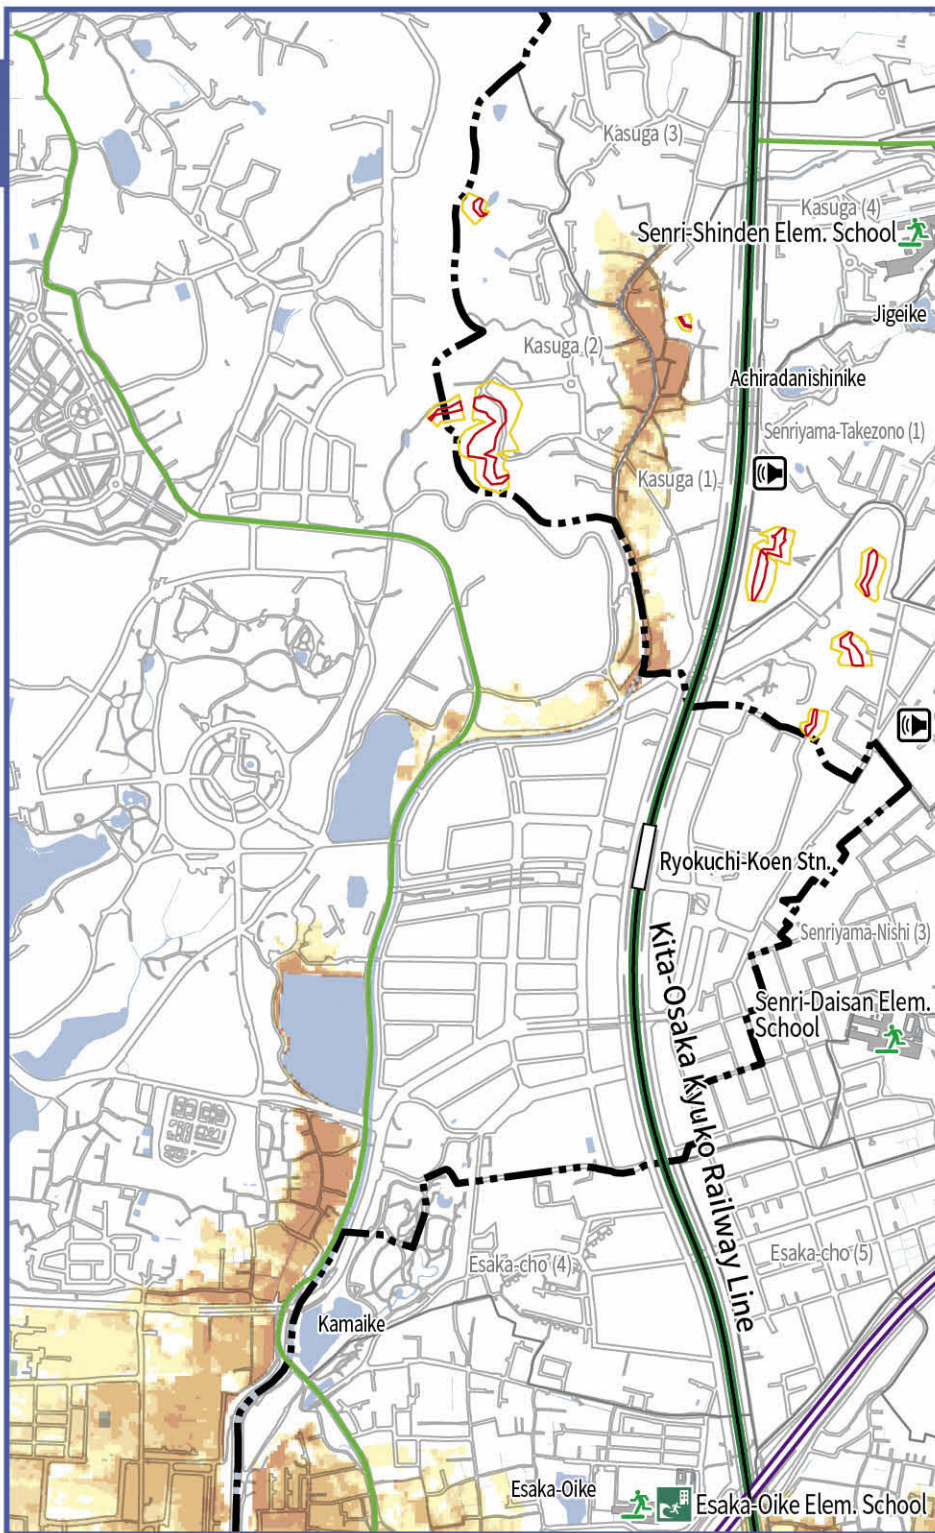 Kasuga (3)
Kasuga (4)
Senri-Shinden Elem. School
Jigeike
Kasuga (2)
Achiradanishinike
Senriyama-Takezono (1)
Kasuga (1)
Ryokuchi-Koen Stn.
Senriyama-Nishi (3)
Kita-Osaka Kyuko Railway Line
Senri-Daisan Elem.
School
Esaka-cho (5)
Esaka-cho (4)
Kamaike
Esaka-Oike
Esaka-Oike Elem. School